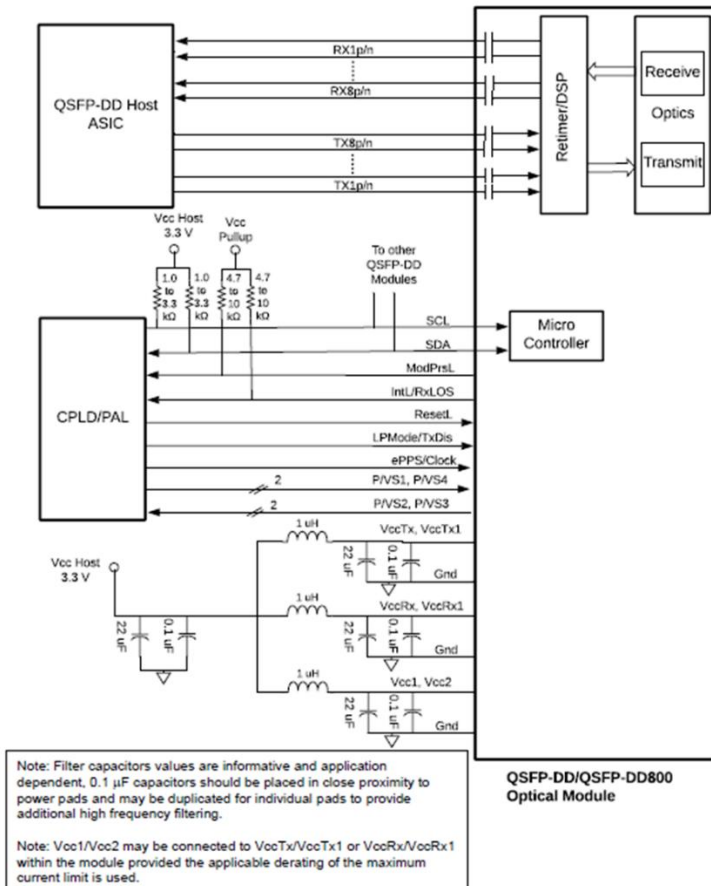 RX1p/n
RX8p/n
QSFP-DD Host
ASIC
TX8p/n
TX1p/n
Retimer/DSP
Receive
Optics
Transmit
Vcc Host
3.3 V
Vcc
Pullup
1.0
to
3.3
kΩ
1.0
to
3.3
kΩ
4.7
to
10
kΩ
4.7
to
10
kΩ
To other
QSFP-DD
Modules
SCL
SDA
Micro
Controller
ModPrsL
IntL/RxLOS
CPLD/PAL
ResetL
LPMode/TxDis
ePPS/Clock
2
P/VS1, P/VS4
2
P/VS2, P/VS3
1 uH
VccTx, VccTx1
22 uF
0.1 uF
Gnd
Vcc Host
3.3 V
22 uF
0.1 uF
1 uH
VccRx, VccRx1
22 uF
0.1 uF
Gnd
1 uH
Vcc1, Vcc2
22 uF
0.1 uF
Gnd
Note: Filter capacitors values are informative and application
dependent, 0.1 µF capacitors should be placed in close proximity to
power pads and may be duplicated for individual pads to provide
additional high frequency filtering.
Note: Vcc1/Vcc2 may be connected to VccTx/VccTx1 or VccRx/VccRx1
within the module provided the applicable derating of the maximum
current limit is used.
QSFP-DD/QSFP-DD800
Optical Module